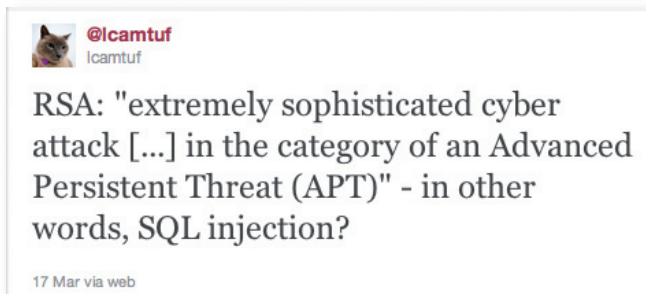 @lcamtuf
lcamtuf
RSA: "extremely sophisticated cyber
attack [...] in the category of an Advanced
Persistent Threat (APT)" - in other
words, SQL injection?
17 Mar via web